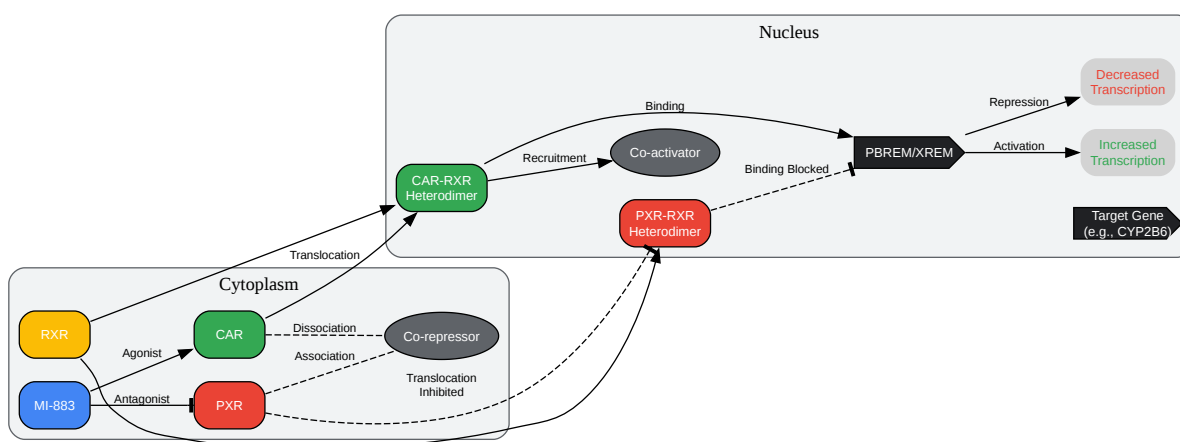 Nucleus
Decreased
Transcription
Repression
Binding
Co-activator
PBREM/XREM
Activation
Increased
Transcription
Recruitment
Binding Blocked
CAR-RXR
Heterodimer
PXR-RXR
Heterodimer
Target Gene
(e.g., CYP2B6)
Translocation
Cytoplasm
RXR
CAR
Dissociation
Co-repressor
Agonist
Association
Translocation
Inhibited
MI-883
Antagonist
PXR